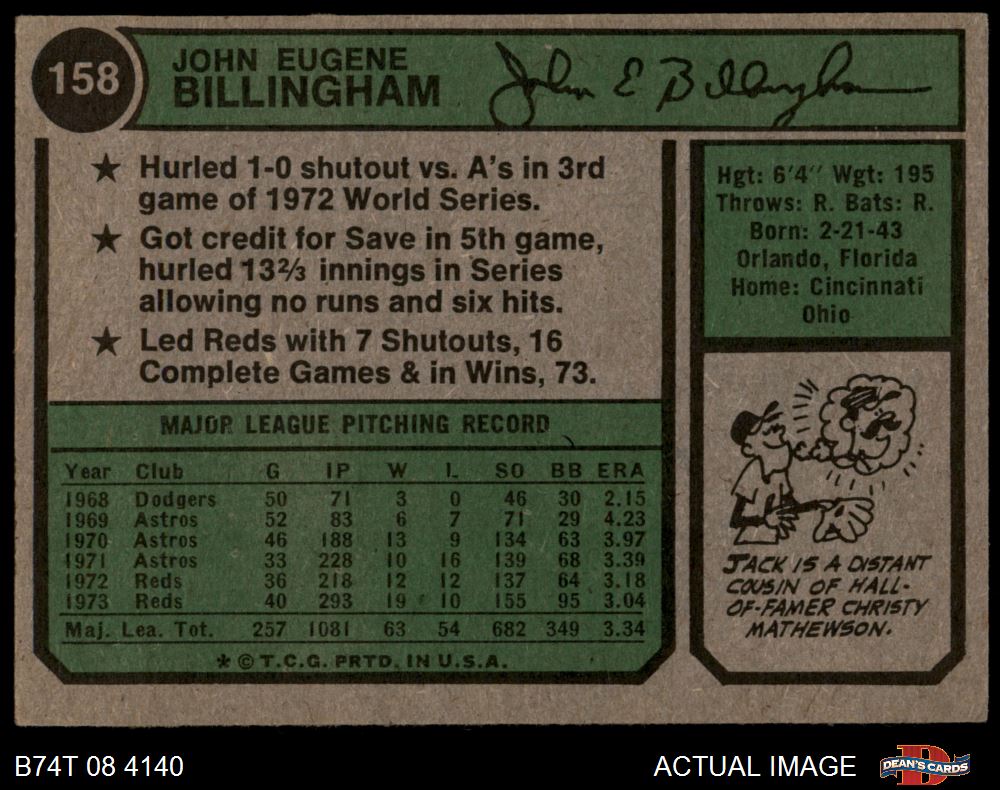 158
JOHN EUGENE
BILLINGHAM
John E Billingham
★ Hurled 1-0 shutout vs. A's in 3rd
game of 1972 World Series.
★ Got credit for Save in 5th game,
hurled 13⅔ innings in Series
allowing no runs and six hits.
★ Led Reds with 7 Shutouts, 16
Complete Games & in Wins, 73.
Hgt: 6'4" Wgt: 195
Throws: R. Bats: R.
Born: 2-21-43
Orlando, Florida
Home: Cincinnati
Ohio
MAJOR LEAGUE PITCHING RECORD
Year Club G IP W L SO BB ERA
1968 Dodgers 50 71 3 0 46 30 2.15
1969 Astros 52 83 6 7 71 29 4.23
1970 Astros 46 188 13 9 134 63 3.97
1971 Astros 33 228 10 16 139 68 3.39
1972 Reds 36 218 12 12 137 64 3.18
1973 Reds 40 293 19 10 155 95 3.04
Maj. Lea. Tot. 257 1081 63 54 682 349 3.34
* © T.C.G. PRTD. IN U.S.A.
JACK IS A DISTANT
COUSIN OF HALL-
OF-FAMER CHRISTY
MATHEWSON.
B74T 08 4140
ACTUAL IMAGE
DEAN'S CARDS